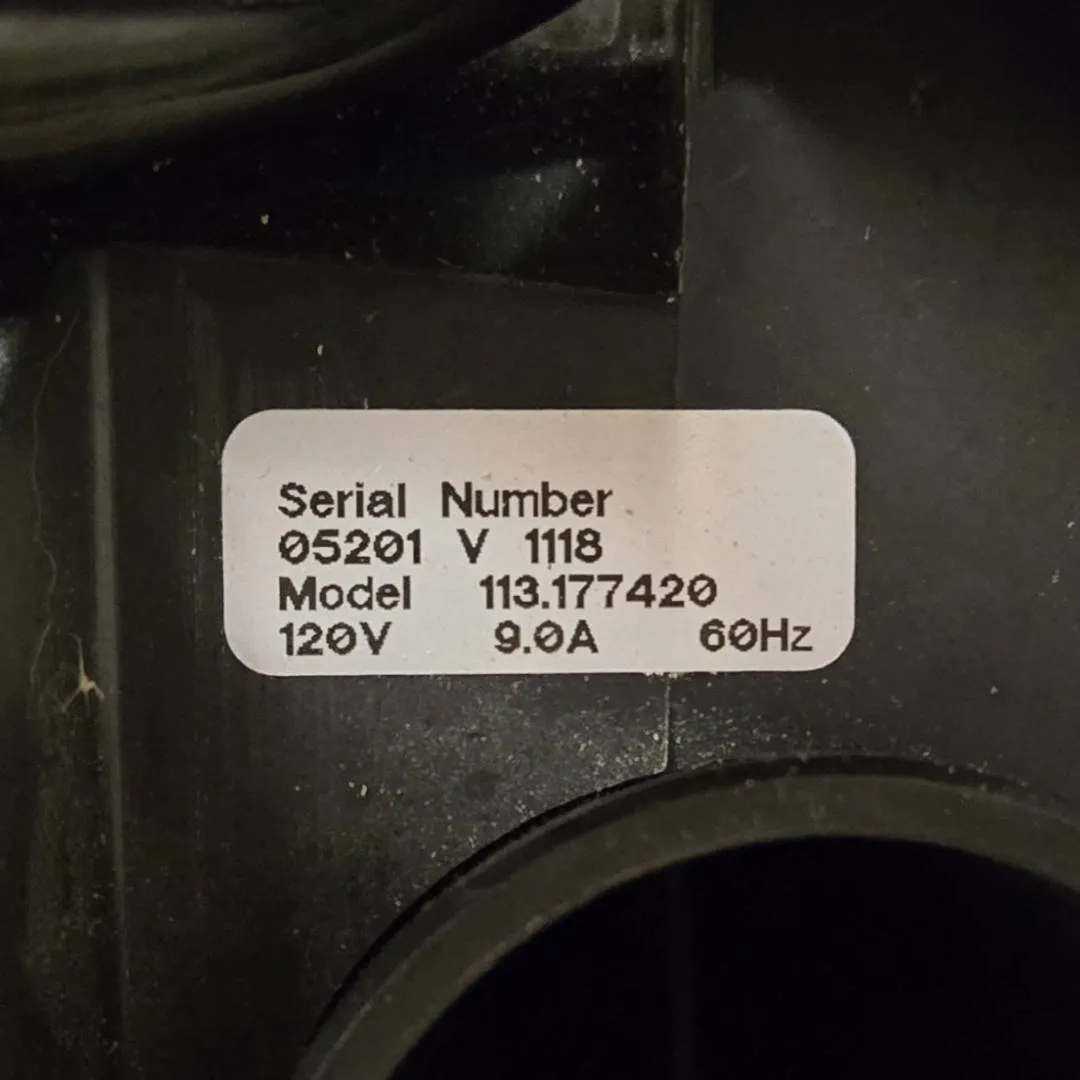 Serial Number
05201 V 1118
Model 113.177420
120V 9.0A 60Hz